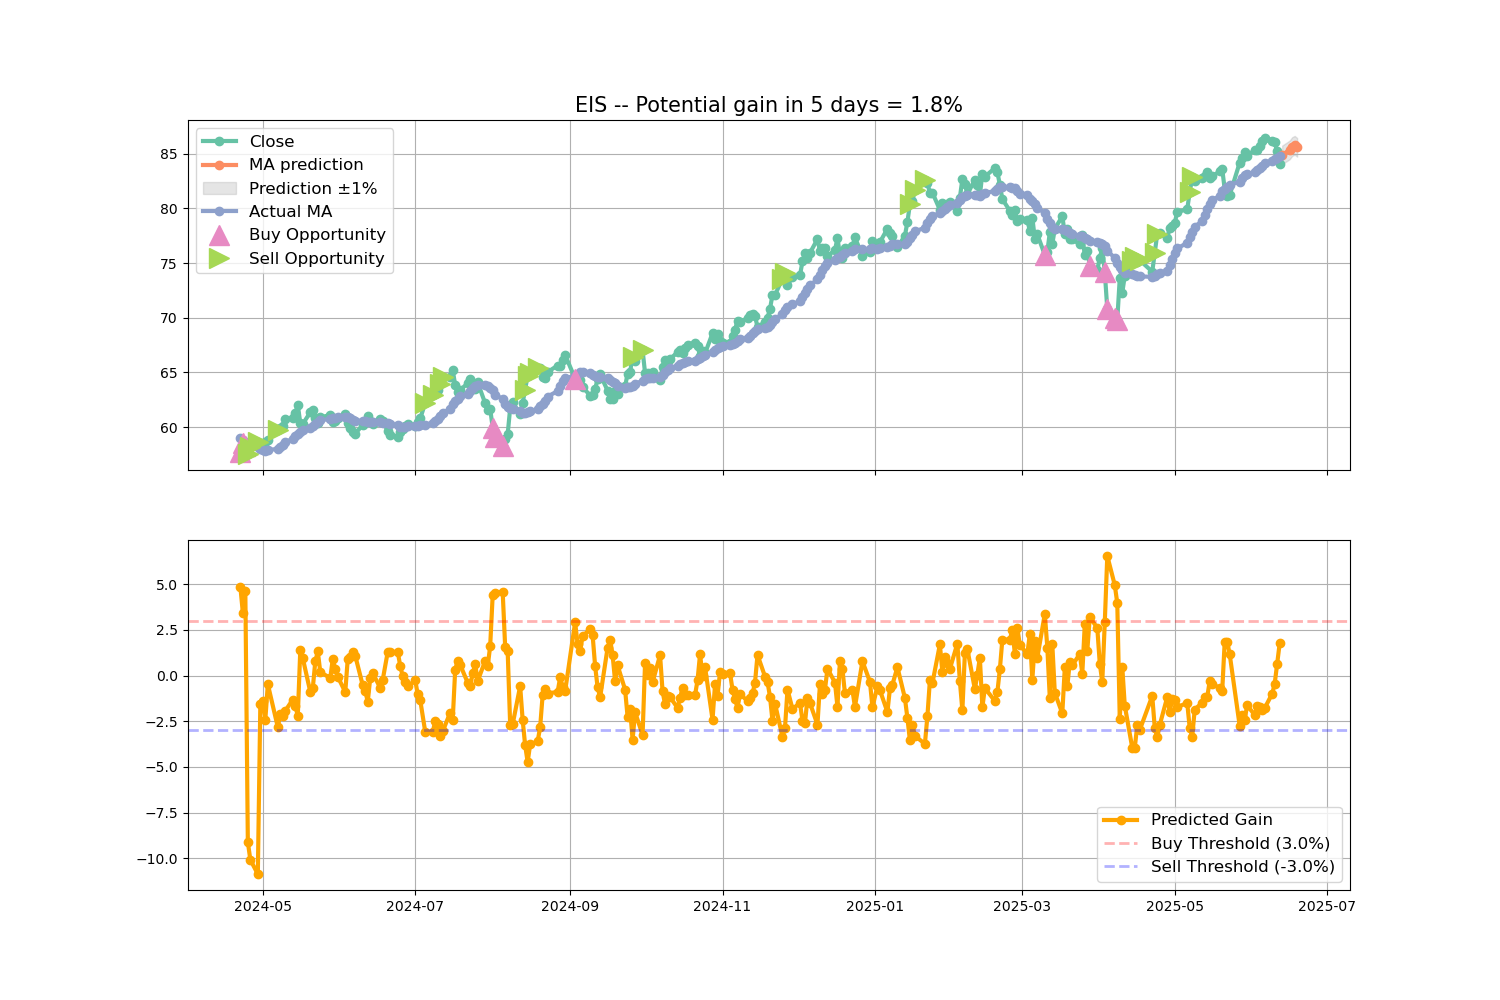 EIS -- Potential gain in 5 days = 1.8%
Close
MA prediction
Prediction ±1%
Actual MA
Buy Opportunity
Sell Opportunity
85
80
75
70
65
60
5.0
2.5
0.0
−2.5
−5.0
−7.5
−10.0
Predicted Gain
Buy Threshold (3.0%)
Sell Threshold (-3.0%)
2024-05
2024-07
2024-09
2024-11
2025-01
2025-03
2025-05
2025-07